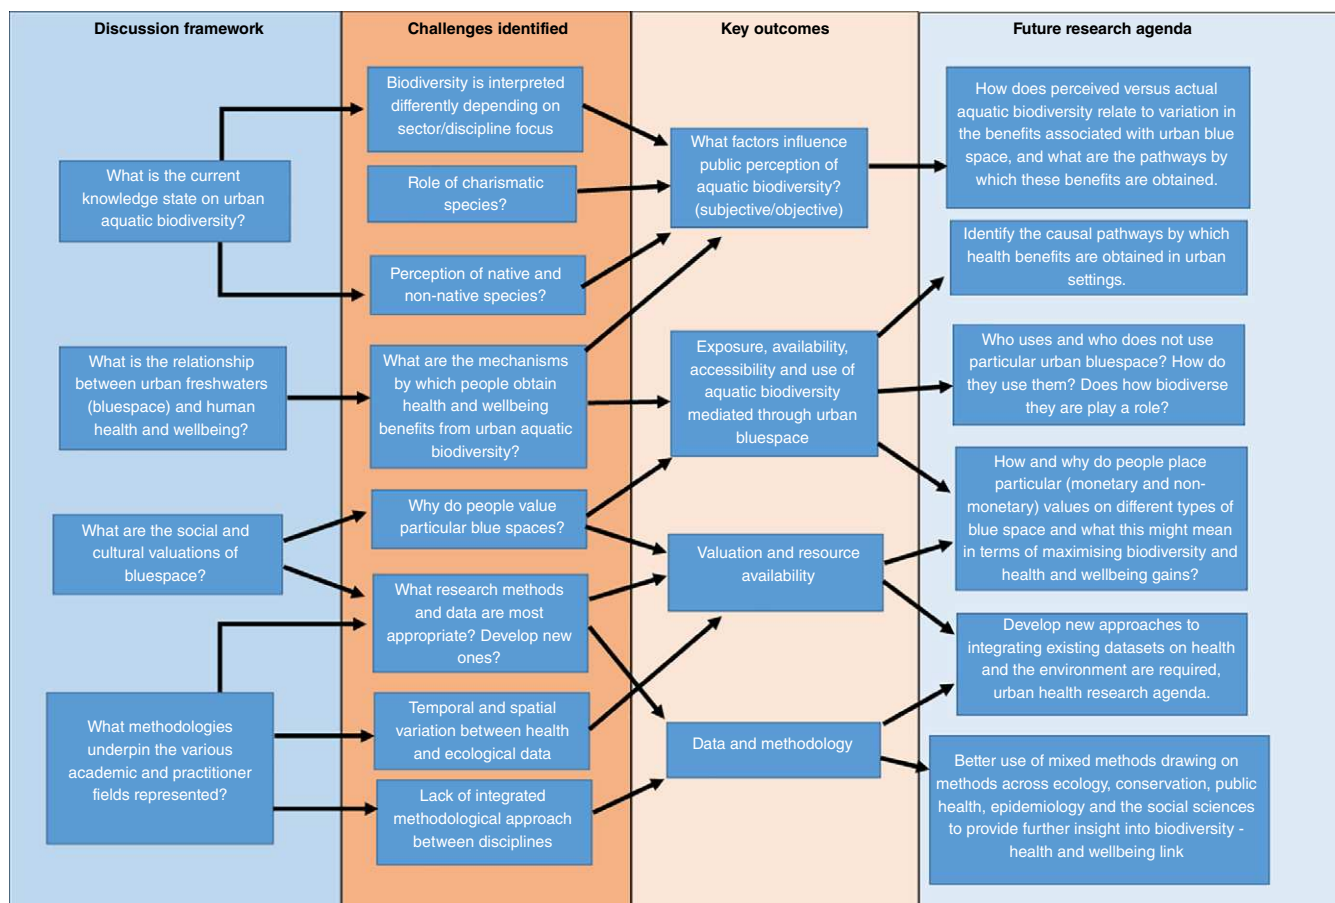 Discussion framework
What is the current
knowledge state on urban
aquatic biodiversity?
What is the relationship
between urban freshwaters
(bluespace) and human
health and wellbeing?
What are the social and
cultural valuations of
bluespace?
What methodologies
underpin the various
academic and practitioner
fields represented?
Challenges identified
Biodiversity is interpreted
differently depending on
sector/discipline focus
Role of charismatic
species?
Perception of native and
non-native species?
What are the mechanisms
by which people obtain
health and wellbeing
benefits from urban aquatic
biodiversity?
Why do people value
particular blue spaces?
What research methods
and data are most
appropriate? Develop new
ones?
Temporal and spatial
variation between health
and ecological data
Lack of integrated
methodological approach
between disciplines
Key outcomes
What factors influence
public perception of
aquatic biodiversity?
(subjective/objective)
Exposure, availability,
accessibility and use of
aquatic biodiversity
mediated through urban
bluespace
Valuation and resource
availability
Data and methodology
Future research agenda
How does perceived versus actual
aquatic biodiversity relate to variation in
the benefits associated with urban blue
space, and what are the pathways by
which these benefits are obtained.
Identify the causal pathways by which
health benefits are obtained in urban
settings.
Who uses and who does not use
particular urban bluespace? How do
they use them? Does how biodiverse
they are play a role?
How and why do people place
particular (monetary and non-
monetary) values on different types of
blue space and what this might mean
in terms of maximising biodiversity and
health and wellbeing gains?
Develop new approaches to
integrating existing datasets on health
and the environment are required,
urban health research agenda.
Better use of mixed methods drawing on
methods across ecology, conservation, public
health, epidemiology and the social sciences
to provide further insight into biodiversity -
health and wellbeing link